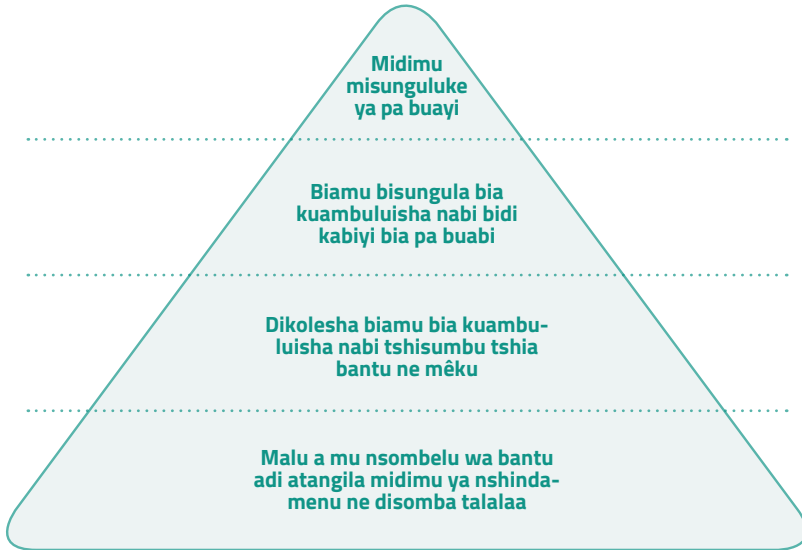 Midimu
misunguluke
ya pa buayi
Biamu bisungula bia
kuambuluisha nabi bidi
kabiyi bia pa buabi
Dikolesha biamu bia kuambu-
luisha nabi tshisumbu tshia
bantu ne mêku
Malu a mu nsombelu wa bantu
adi atangila midimu ya nshinda-
menu ne disomba talalaa